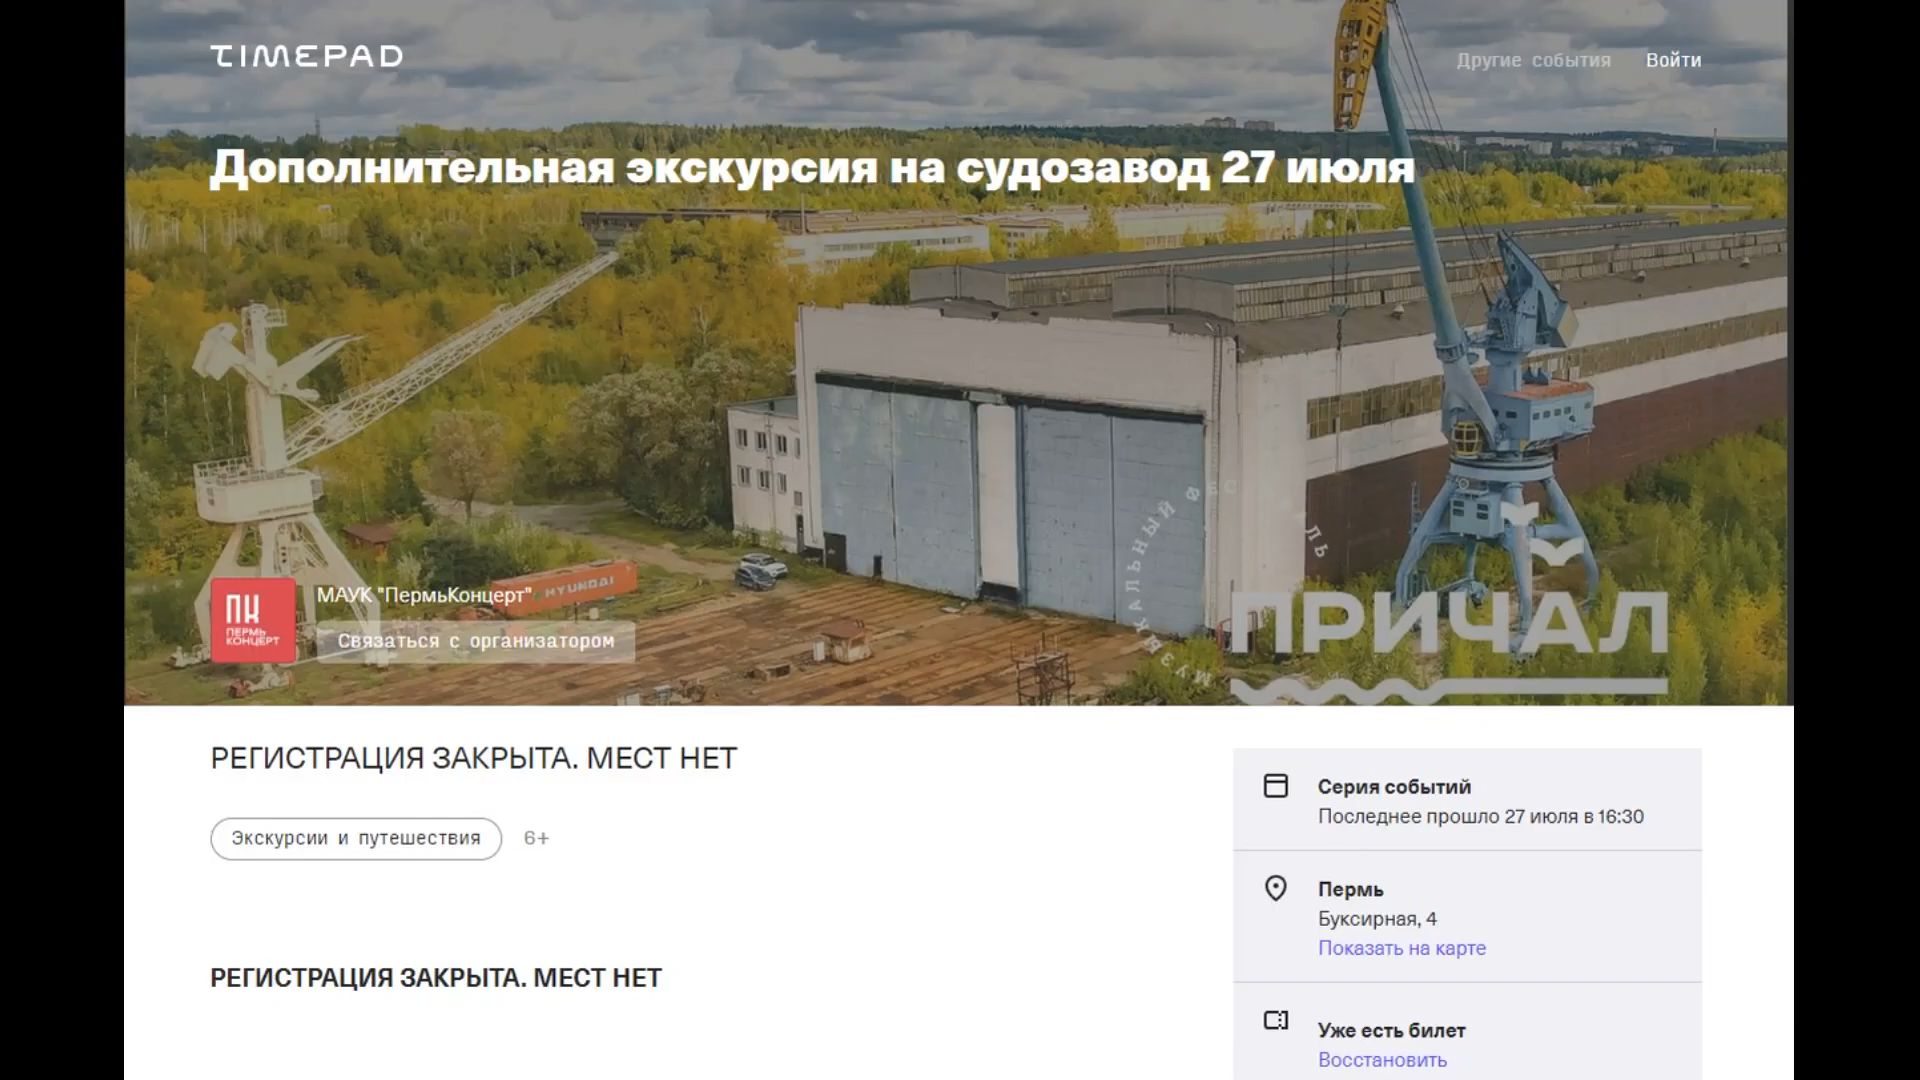 TIMEPAD
Другие события
Войти
Дополнительная экскурсия на судозавод 27 июля
HYUNDAI
ПК
ПЕРМЬ
КОНЦЕРТ
МАУК "ПермьКонцерт"
Связаться с организатором
МУЗЫКАЛЬНЫЙ
ПРИЧАЛ
РЕГИСТРАЦИЯ ЗАКРЫТА. МЕСТ НЕТ
Экскурсии и путешествия
6+
РЕГИСТРАЦИЯ ЗАКРЫТА. МЕСТ НЕТ
Серия событий
Последнее прошло 27 июля в 16:30
Пермь
Буксирная, 4
Показать на карте
Уже есть билет
Восстановить